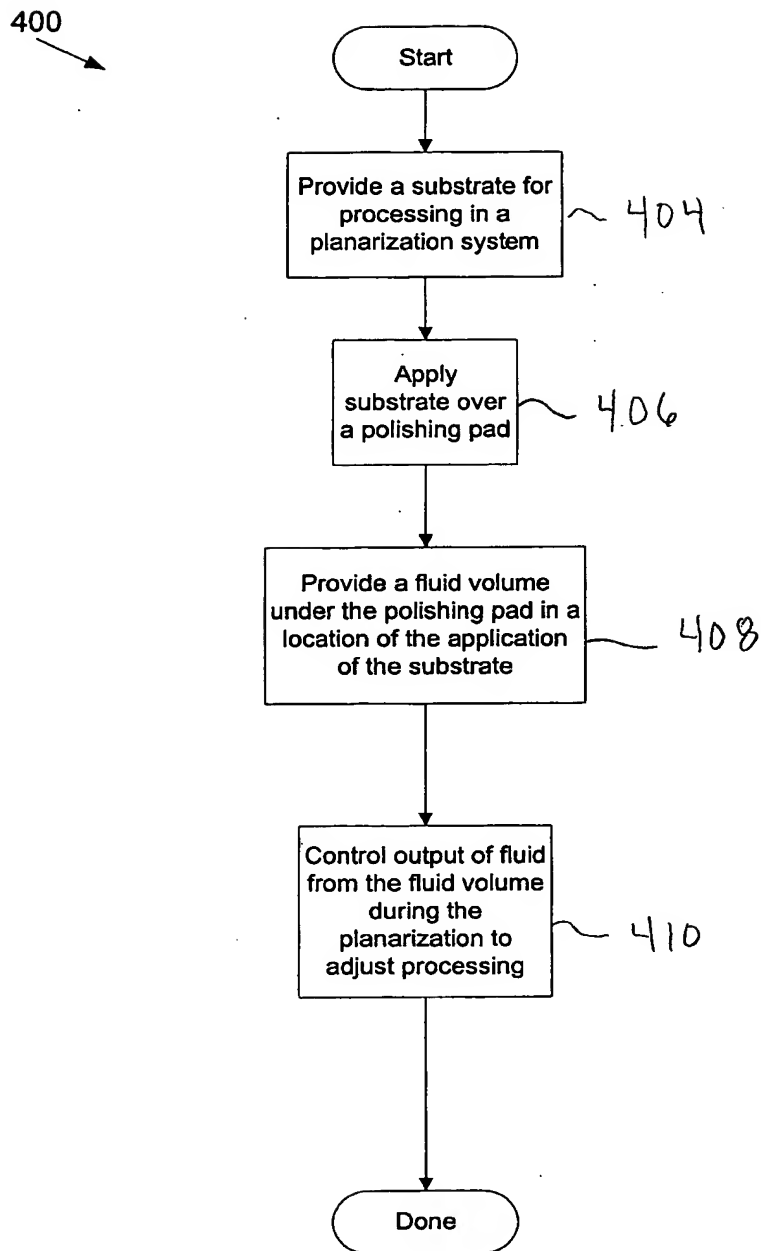 400
Start
Provide a substrate for
processing in a
planarization system
404
Apply
substrate over
a polishing pad
406
Provide a fluid volume
under the polishing pad in a
location of the application
of the substrate
408
Control output of fluid
from the fluid volume
during the
planarization to
adjust processing
410
Done